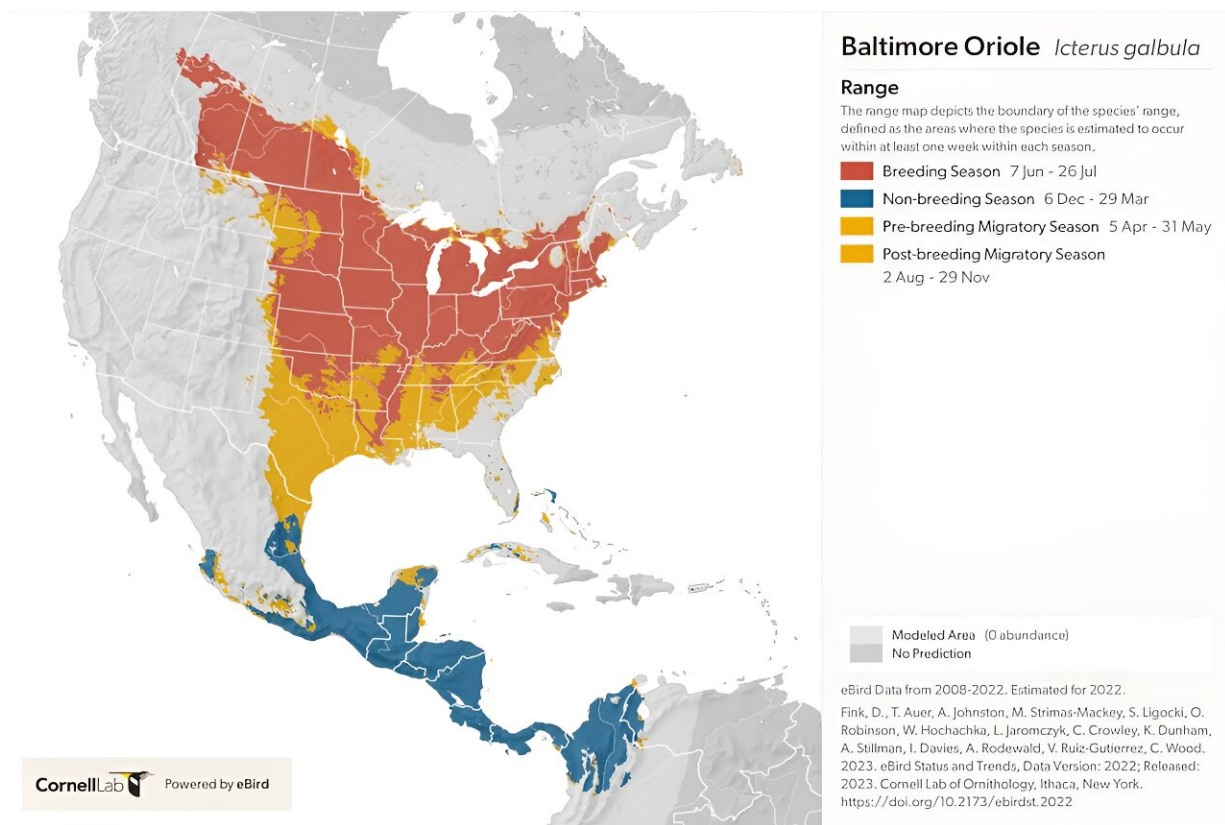 Baltimore Oriole Icterus galbula
Range
The range map depicts the boundary of the species' range,
defined as the areas where the species is estimated to occur
within at least one week within each season.
Breeding Season 7 Jun - 26 Jul
Non-breeding Season 6 Dec - 29 Mar
Pre-breeding Migratory Season 5 Apr - 31 May
Post-breeding Migratory Season
2 Aug - 29 Nov
Modeled Area (0 abundance)
No Prediction
eBird Data from 2008-2022. Estimated for 2022.
Fink, D., T. Auer, A. Johnston, M. Strimas-Mackey, S. Ligocki, O.
Robinson, W. Hochachka, L. Jaromczyk, C. Crowley, K. Dunham,
A. Stillman, I. Davies, A. Rodewald, V. Ruiz-Gutierrez, C. Wood.
2023. eBird Status and Trends, Data Version: 2022; Released:
2023. Cornell Lab of Ornithology, Ithaca, New York.
https://doi.org/10.2173/ebirdst.2022
CornellLab Powered by eBird